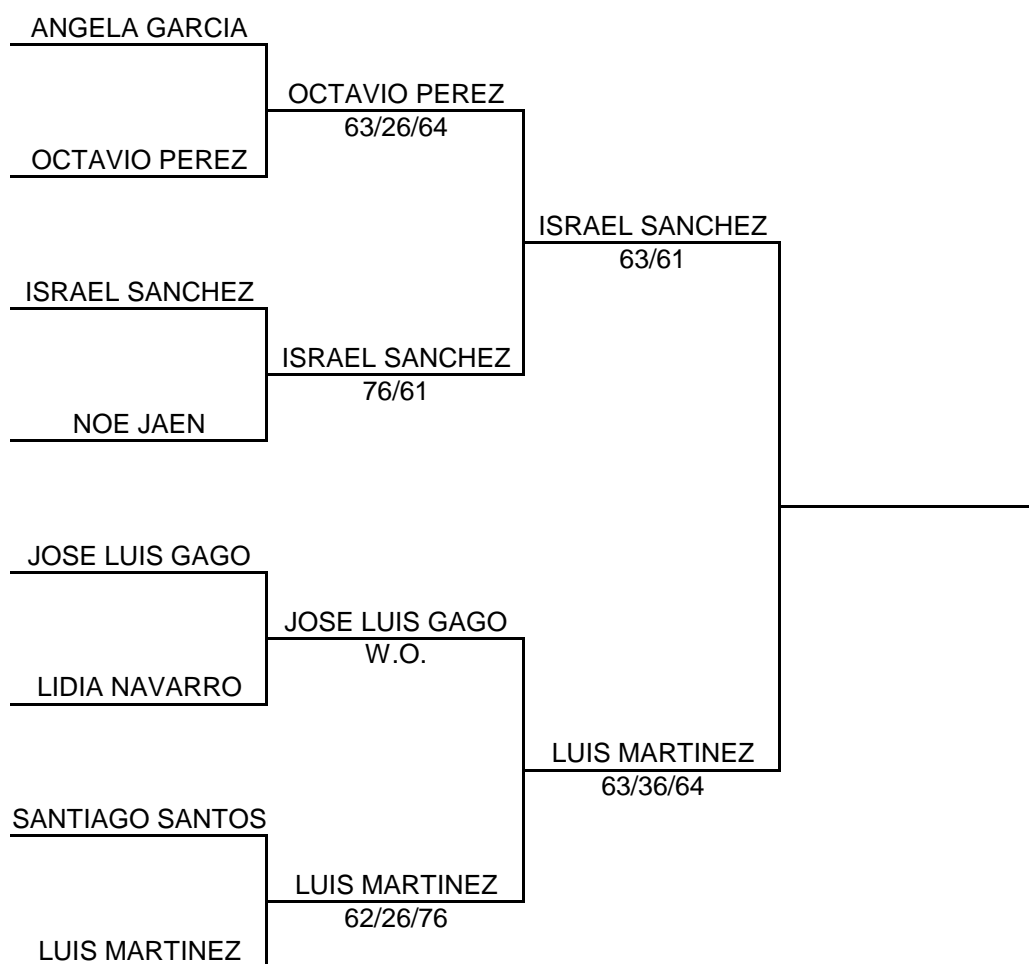 ANGELA GARCIA
OCTAVIO PEREZ
63/26/64
OCTAVIO PEREZ
ISRAEL SANCHEZ
63/61
ISRAEL SANCHEZ
ISRAEL SANCHEZ
76/61
NOE JAEN
JOSE LUIS GAGO
JOSE LUIS GAGO
W.O.
LIDIA NAVARRO
LUIS MARTINEZ
63/36/64
SANTIAGO SANTOS
LUIS MARTINEZ
62/26/76
LUIS MARTINEZ